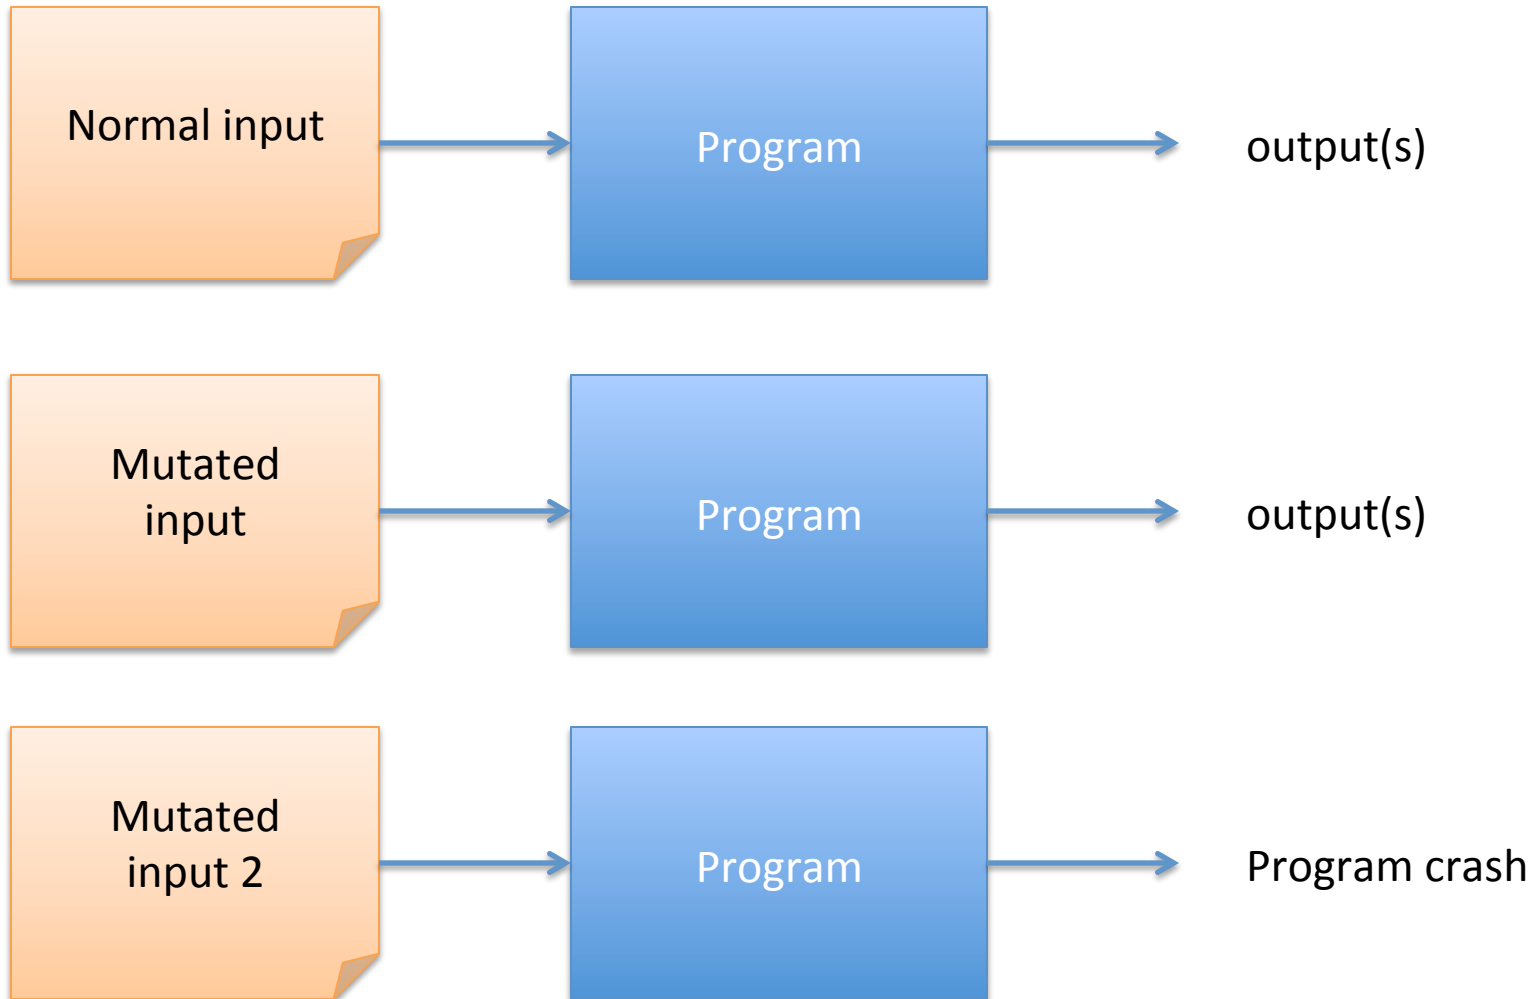 Normal input
Program
output(s)
Mutated
input
Program
output(s)
Mutated
input 2
Program
Program crash